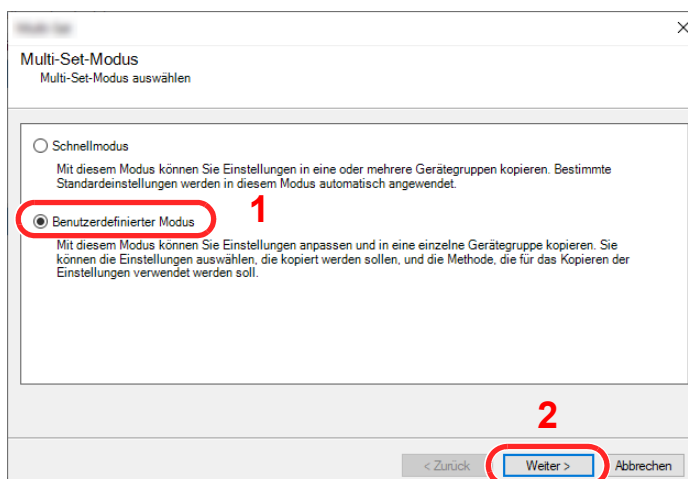 Multi-Set-Modus
Multi-Set-Modus auswählen
Schnellmodus
Mit diesem Modus können Sie Einstellungen in eine oder mehrere Gerätegruppen kopieren. Bestimmte
Standardeinstellungen werden in diesem Modus automatisch angewendet.
1
Benutzerdefinierter Modus
Mit diesem Modus können Sie Einstellungen anpassen und in eine einzelne Gerätegruppe kopieren. Sie
können die Einstellungen auswählen, die kopiert werden sollen, und die Methode, die für das Kopieren der
Einstellungen verwendet werden soll.
2
< Zurück Weiter > Abbrechen